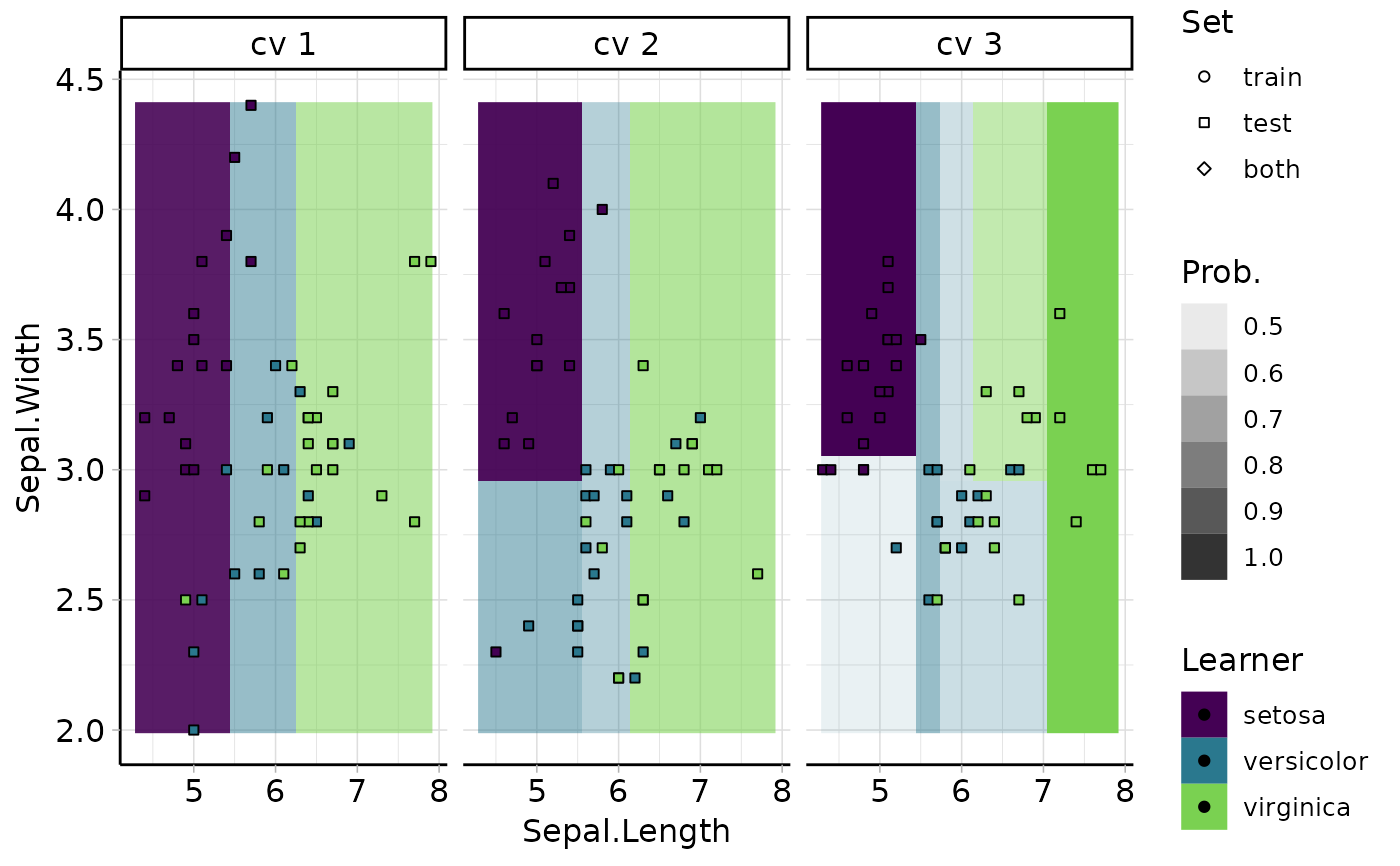 cv 1
cv 2
cv 3
4.5
4.0
3.5
3.0
2.5
2.0
Sepal.Width
5 6 7 8
5 6 7 8
5 6 7 8
Sepal.Length
Set
train
test
both
Prob.
0.5
0.6
0.7
0.8
0.9
1.0
Learner
setosa
versicolor
virginica